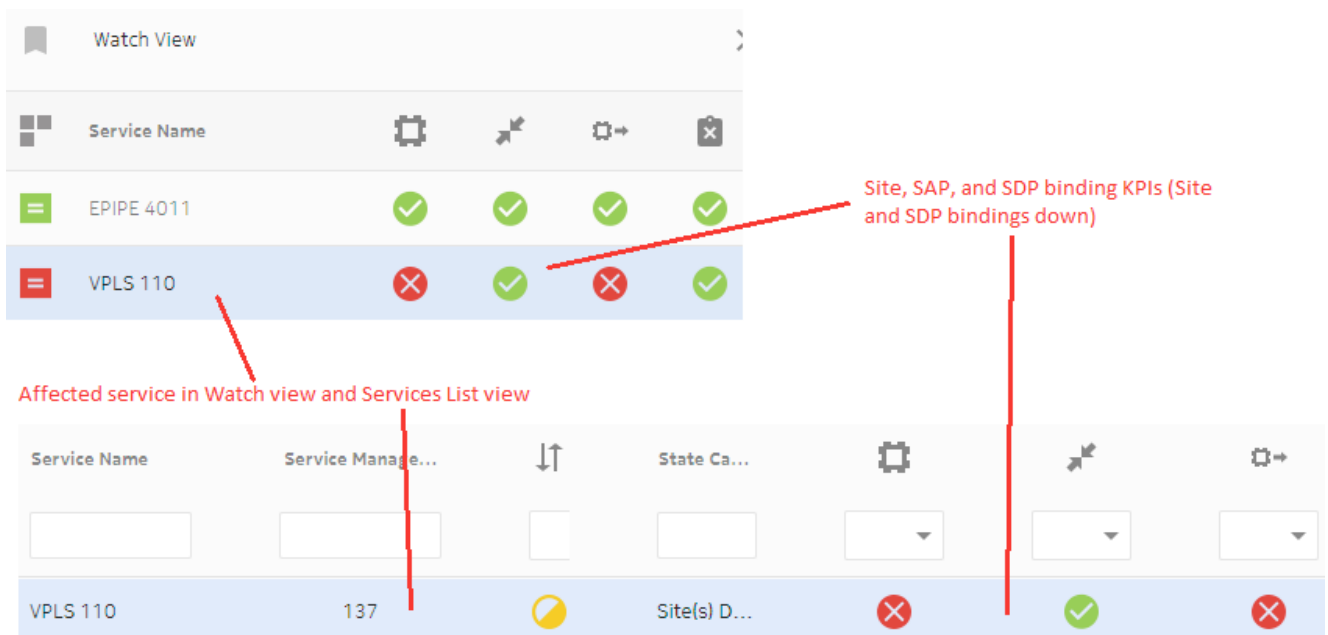 Watch View
Service Name
EPIPE 4011
VPLS 110
Site, SAP, and SDP binding KPIs (Site
and SDP bindings down)
Affected service in Watch view and Services List view
Service Name Service Manage... State Ca...
VPLS 110 137 Site(s) D...